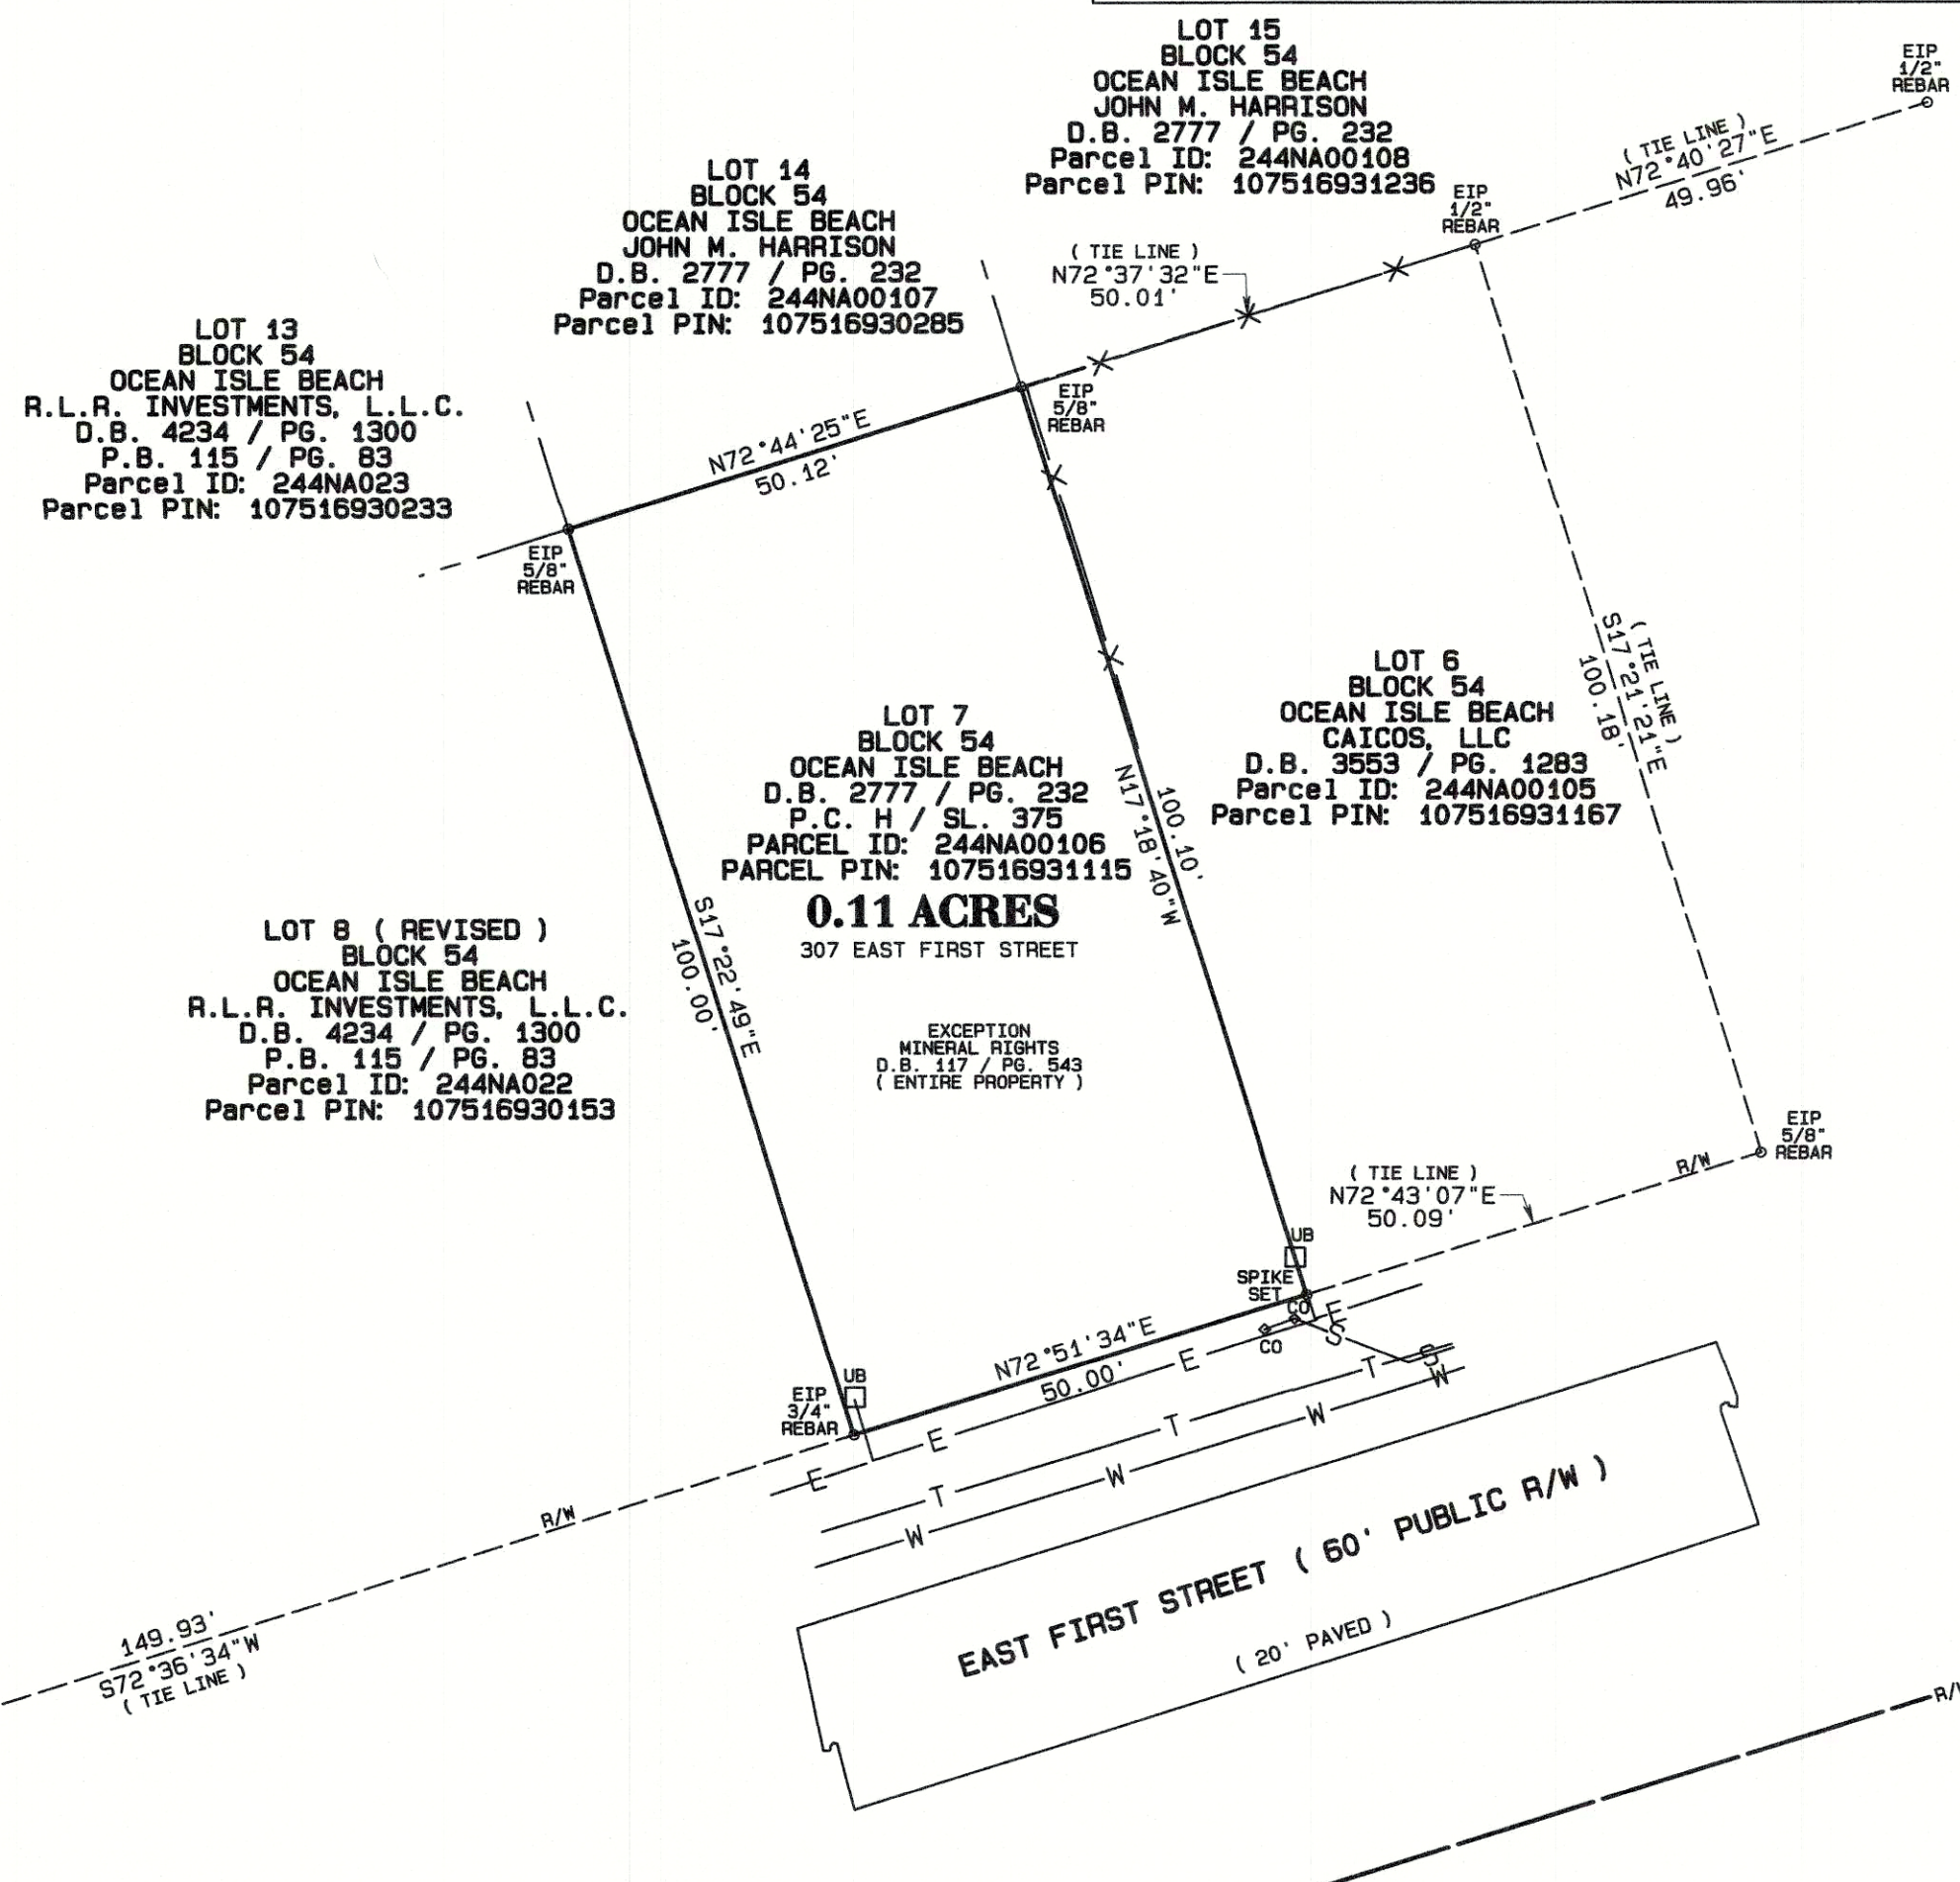 LOT 15
BLOCK 54
OCEAN ISLE BEACH
JOHN M. HARRISON
D.B. 2777 / PG. 232
Parcel ID: 244NA00108
Parcel PIN: 107516931236
EIP
1/2"
REBAR
( TIE LINE )
N72°40'27"E
49.96'
EIP
1/2"
REBAR
LOT 14
BLOCK 54
OCEAN ISLE BEACH
JOHN M. HARRISON
D.B. 2777 / PG. 232
Parcel ID: 244NA00107
Parcel PIN: 107516930285
( TIE LINE )
N72°37'32"E
50.01'
LOT 13
BLOCK 54
OCEAN ISLE BEACH
R.L.R. INVESTMENTS, L.L.C.
D.B. 4234 / PG. 1300
P.B. 115 / PG. 83
Parcel ID: 244NA023
Parcel PIN: 107516930233
N72°44'25"E
50.12'
EIP
5/8"
REBAR
EIP
5/8"
REBAR
LOT 7
BLOCK 54
OCEAN ISLE BEACH
D.B. 2777 / PG. 232
P.C. H / SL. 375
PARCEL ID: 244NA00106
PARCEL PIN: 107516931115
0.11 ACRES
307 EAST FIRST STREET
EXCEPTION
MINERAL RIGHTS
D.B. 117 / PG. 543
( ENTIRE PROPERTY )
100.10'
N17°18'40"W
LOT 6
BLOCK 54
OCEAN ISLE BEACH
CAICOS, LLC
D.B. 3553 / PG. 1283
Parcel ID: 244NA00105
Parcel PIN: 107516931167
( TIE LINE )
S17°21'21"E
100.18'
S17°22'49"E
100.00'
LOT 8 ( REVISED )
BLOCK 54
OCEAN ISLE BEACH
R.L.R. INVESTMENTS, L.L.C.
D.B. 4234 / PG. 1300
P.B. 115 / PG. 83
Parcel ID: 244NA022
Parcel PIN: 107516930153
EIP
5/8"
REBAR
R/W
( TIE LINE )
N72°43'07"E
50.09'
UB
SPIKE
SET
CO
CO
N72°51'34"E
50.00'
UB
EIP
3/4"
REBAR
E E E E
S S
T T T
W W W W
R/W
149.93'
S72°36'34"W
( TIE LINE )
EAST FIRST STREET ( 60' PUBLIC R/W )
( 20' PAVED )
R/W